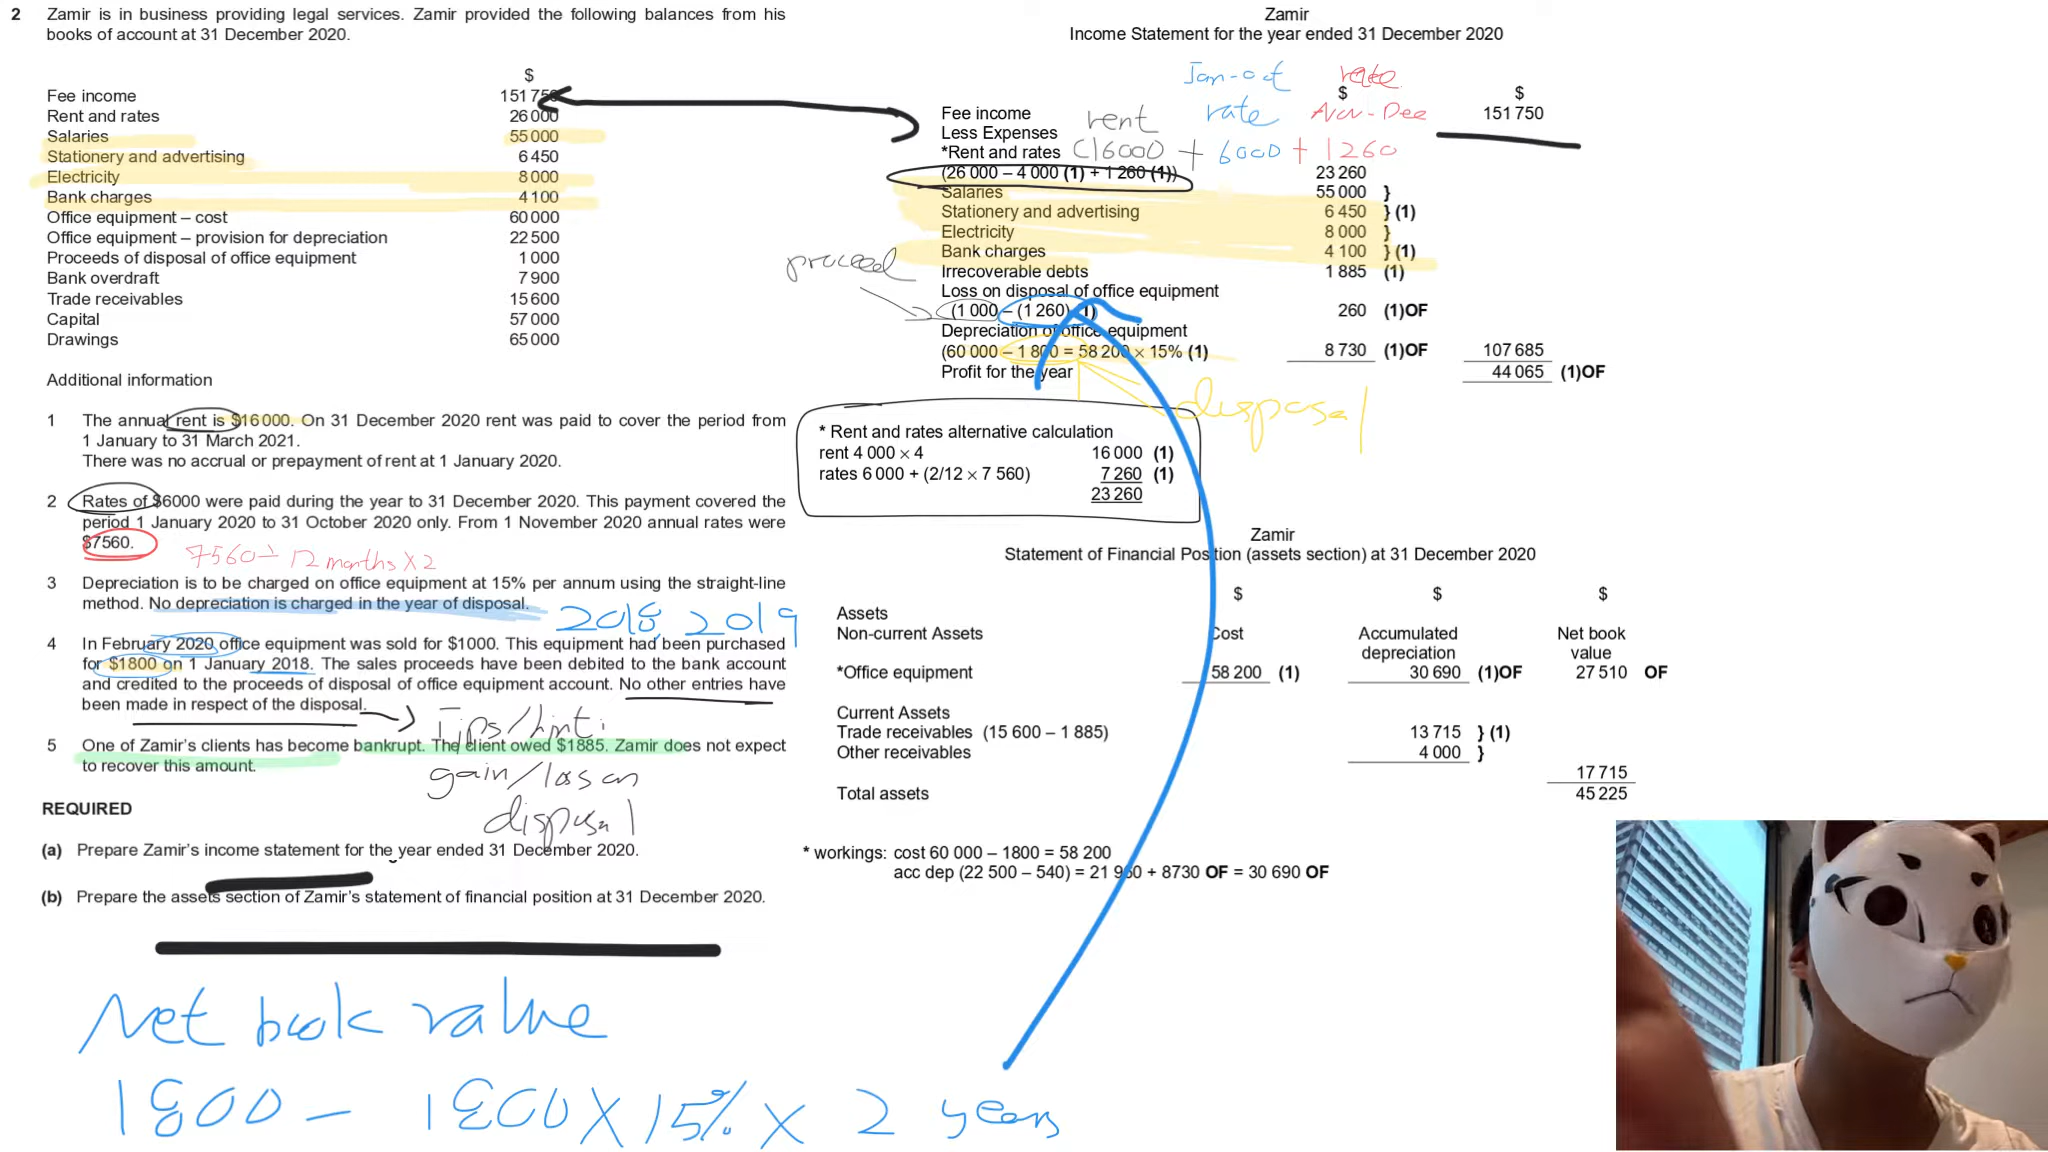 2 Zamir is in business providing legal services. Zamir provided the following balances from his
books of account at 31 December 2020.
$
Fee income 151 750
Rent and rates 26 000
Salaries 55 000
Stationery and advertising 6 450
Electricity 8 000
Bank charges 4 100
Office equipment – cost 60 000
Office equipment – provision for depreciation 22 500
Proceeds of disposal of office equipment 1 000
Bank overdraft 7 900
Trade receivables 15 600
Capital 57 000
Drawings 65 000
Additional information
1 The annual rent is $16 000. On 31 December 2020 rent was paid to cover the period from
1 January to 31 March 2021.
There was no accrual or prepayment of rent at 1 January 2020.
2 Rates of $6000 were paid during the year to 31 December 2020. This payment covered the
period 1 January 2020 to 31 October 2020 only. From 1 November 2020 annual rates were
$7560.
7560 ÷ 12 months X 2
3 Depreciation is to be charged on office equipment at 15% per annum using the straight-line
method. No depreciation is charged in the year of disposal.
2018, 2019
4 In February 2020 office equipment was sold for $1000. This equipment had been purchased
for $1800 on 1 January 2018. The sales proceeds have been debited to the bank account
and credited to the proceeds of disposal of office equipment account. No other entries have
been made in respect of the disposal.
Tips/hint:
5 One of Zamir's clients has become bankrupt. The client owed $1885. Zamir does not expect
to recover this amount.
gain/loss on
disposal
REQUIRED
(a) Prepare Zamir's income statement for the year ended 31 December 2020.
(b) Prepare the assets section of Zamir's statement of financial position at 31 December 2020.
Net book value
1800 – 1800 X 15% X 2 years
Zamir
Income Statement for the year ended 31 December 2020
Jan-oct rate
$ $
Fee income rent rate Nov-Dec 151 750
Less Expenses
*Rent and rates (16000 + 6000 + 1260
(26 000 – 4 000 (1) + 1 260 (1)) 23 260
Salaries 55 000 }
Stationery and advertising 6 450 } (1)
Electricity 8 000 }
Bank charges 4 100 } (1)
proceed
Irrecoverable debts 1 885 (1)
Loss on disposal of office equipment
(1 000 – (1 260) (1) 260 (1)OF
Depreciation of office equipment
(60 000 – 1 800 = 58 200 × 15% (1) 8 730 (1)OF 107 685
Profit for the year 44 065 (1)OF
disposal
* Rent and rates alternative calculation
rent 4 000 × 4 16 000 (1)
rates 6 000 + (2/12 × 7 560) 7 260 (1)
23 260
Zamir
Statement of Financial Position (assets section) at 31 December 2020
$ $ $
Assets
Non-current Assets Cost Accumulated Net book
depreciation value
*Office equipment 58 200 (1) 30 690 (1)OF 27 510 OF
Current Assets
Trade receivables (15 600 – 1 885) 13 715 } (1)
Other receivables 4 000 }
17 715
Total assets 45 225
* workings: cost 60 000 – 1800 = 58 200
acc dep (22 500 – 540) = 21 960 + 8730 OF = 30 690 OF